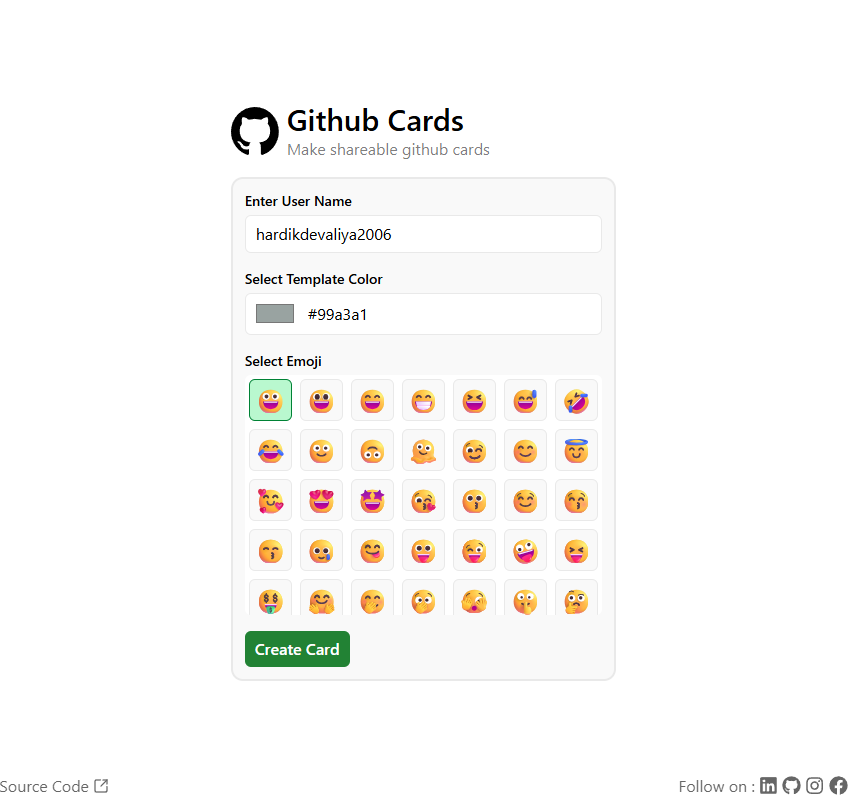 Github Cards
Make shareable github cards
Enter User Name
hardikdevaliya2006
Select Template Color
#99a3a1
Select Emoji
Create Card
Source Code
Follow on :